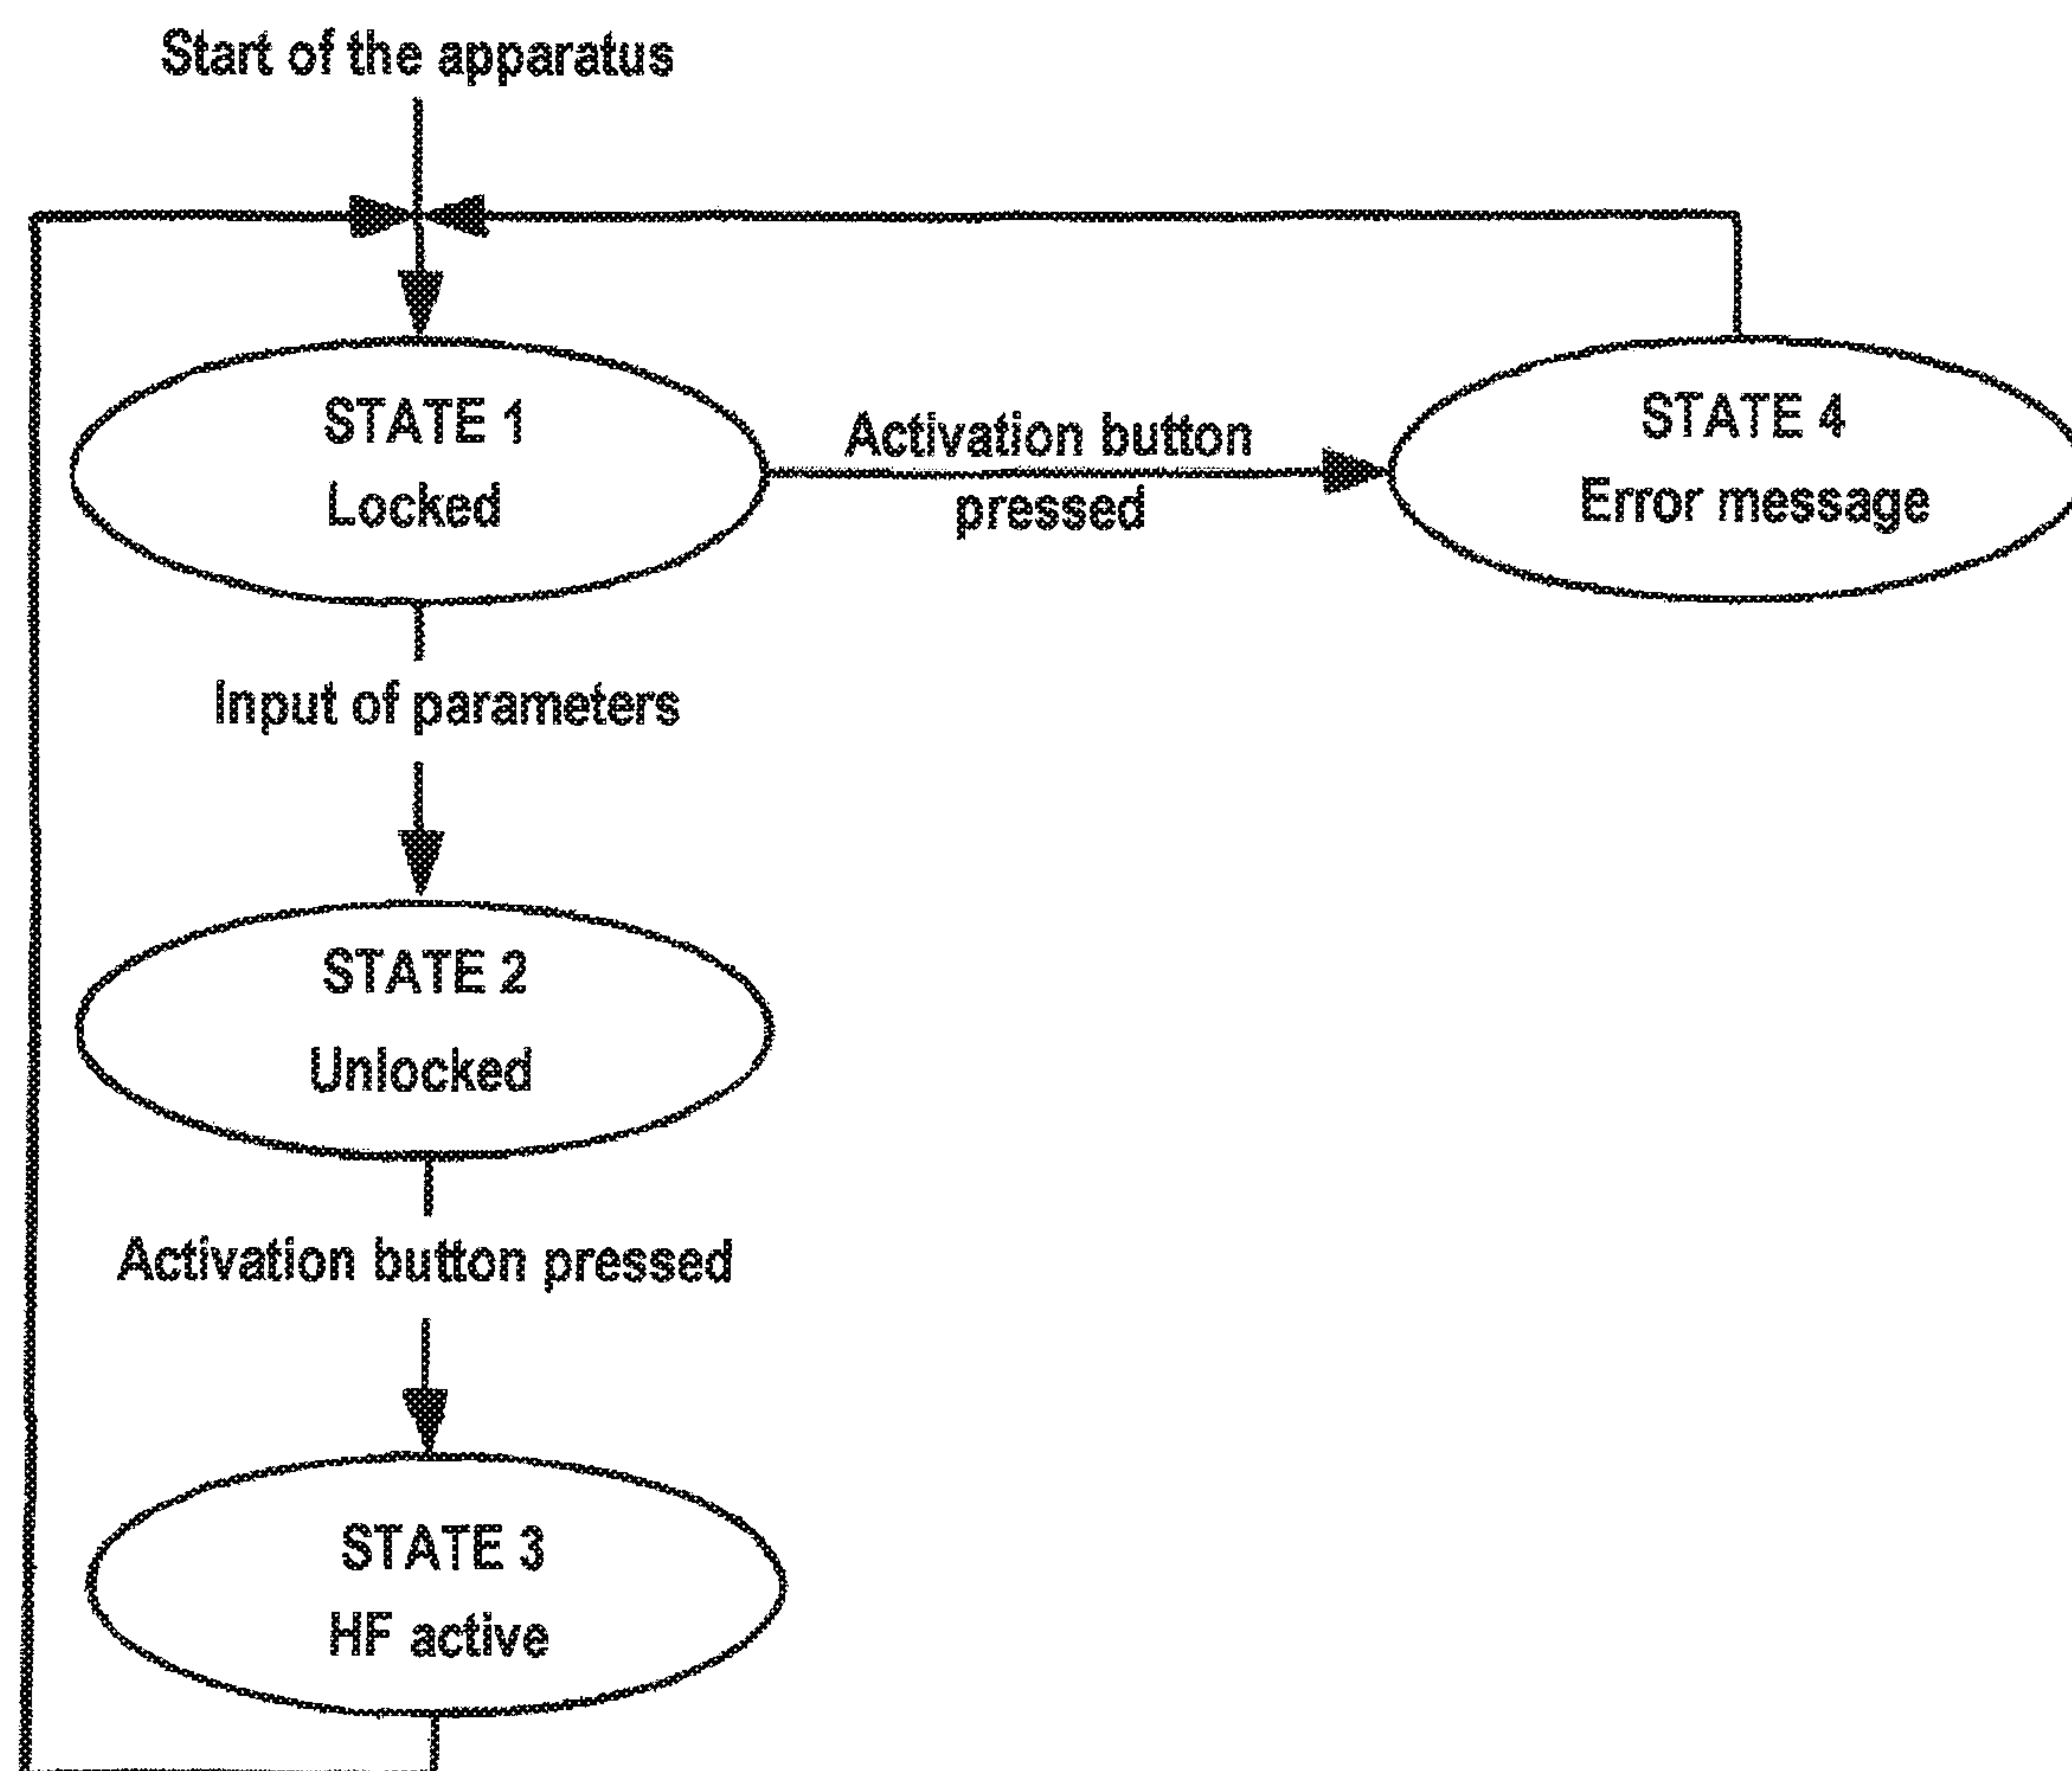 Start of the apparatus
STATE 1
Locked
Activation button
pressed
STATE 4
Error message
Input of parameters
STATE 2
Unlocked
Activation button pressed
STATE 3
HF active